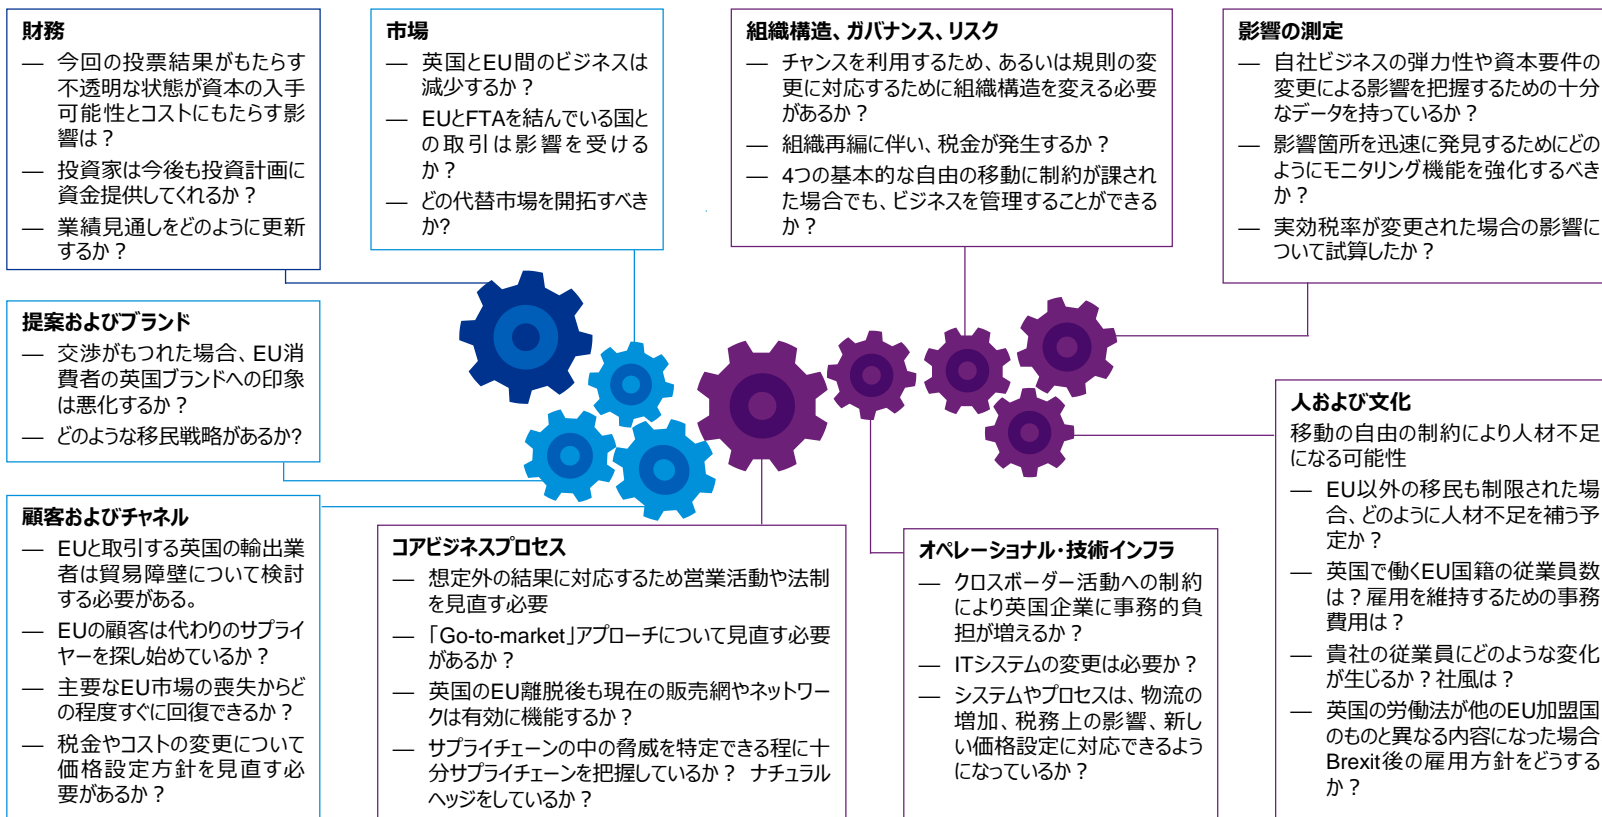 財務
— 今回の投票結果がもたらす
不透明な状態が資本の入手
可能性とコストにもたらす影
響は？
— 投資家は今後も投資計画に
資金提供してくれるか？
— 業績見通しをどのように更新
するか？
市場
— 英国とEU間のビジネスは
減少するか？
— EUとFTAを結んでいる国と
の取引は影響を受ける
か？
— どの代替市場を開拓すべき
か?
組織構造、ガバナンス、リスク
— チャンスを利用するため、あるいは規則の変
更に対応するために組織構造を変える必要
があるか？
— 組織再編に伴い、税金が発生するか？
— 4つの基本的な自由の移動に制約が課され
た場合でも、ビジネスを管理することができる
か？
影響の測定
— 自社ビジネスの弾力性や資本要件の
変更による影響を把握するための十分
なデータを持っているか？
— 影響箇所を迅速に発見するためにどの
ようにモニタリング機能を強化するべき
か？
— 実効税率が変更された場合の影響に
ついて試算したか？
提案およびブランド
— 交渉がもつれた場合、EU消
費者の英国ブランドへの印象
は悪化するか？
— どのような移民戦略があるか?
顧客およびチャネル
— EUと取引する英国の輸出業
者は貿易障壁について検討
する必要がある。
— EUの顧客は代わりのサプライ
ヤーを探し始めているか？
— 主要なEU市場の喪失からど
の程度すぐに回復できるか？
— 税金やコストの変更について
価格設定方針を見直す必
要があるか？
コアビジネスプロセス
— 想定外の結果に対応するため営業活動や法制
を見直す必要
— 「Go-to-market」アプローチについて見直す必要
があるか？
— 英国のEU離脱後も現在の販売網やネットワー
クは有効に機能するか？
— サプライチェーンの中の脅威を特定できる程に十
分サプライチェーンを把握しているか？ ナチュラル
ヘッジをしているか？
オペレーショナル・技術インフラ
— クロスボーダー活動への制約
により英国企業に事務的負
担が増えるか？
— ITシステムの変更は必要か？
— システムやプロセスは、物流の
増加、税務上の影響、新し
い価格設定に対応できるよう
になっているか？
人および文化
移動の自由の制約により人材不足
になる可能性
— EU以外の移民も制限された場
合、どのように人材不足を補う予
定か？
— 英国で働くEU国籍の従業員数
は？雇用を維持するための事務
費用は？
— 貴社の従業員にどのような変化
が生じるか？社風は？
— 英国の労働法が他のEU加盟国
のものと異なる内容になった場合
Brexit後の雇用方針をどうする
か？